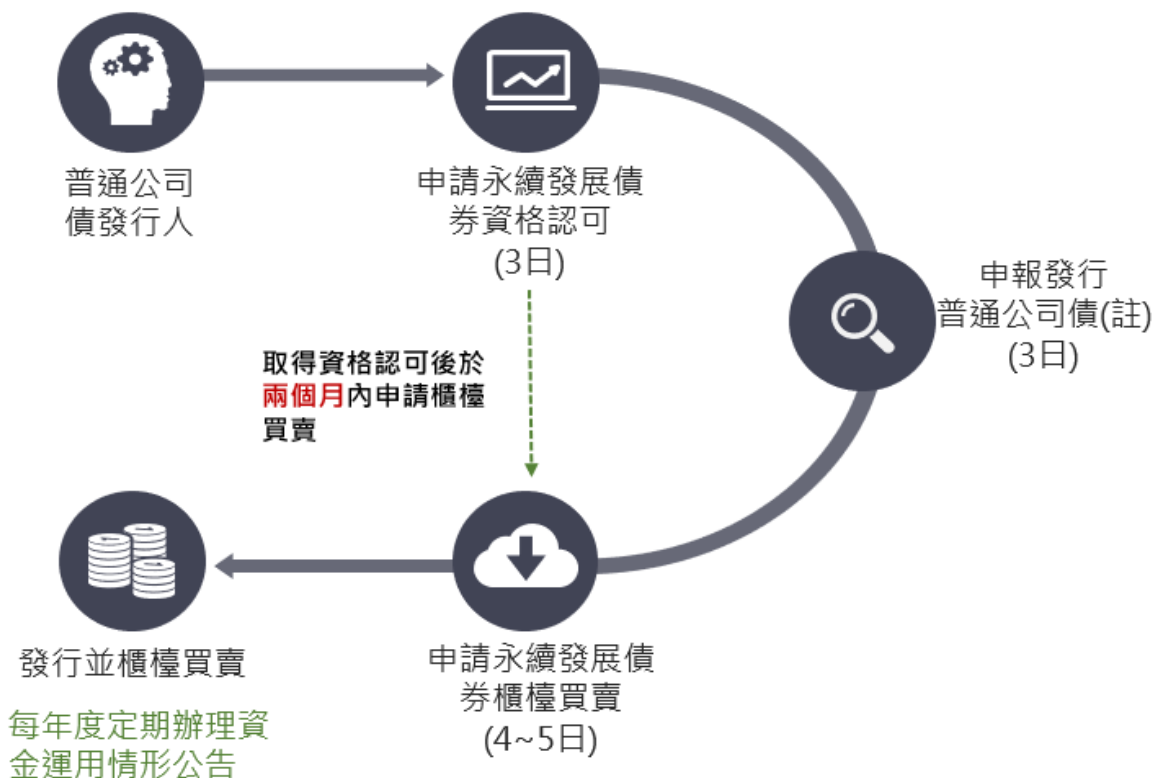 普通公司
債發行人
申請永續發展債
券資格認可
(3日)
申報發行
普通公司債(註)
(3日)
取得資格認可後於
兩個月內申請櫃檯
買賣
申請永續發展債
券櫃檯買賣
(4~5日)
發行並櫃檯買賣
每年度定期辦理資
金運用情形公告